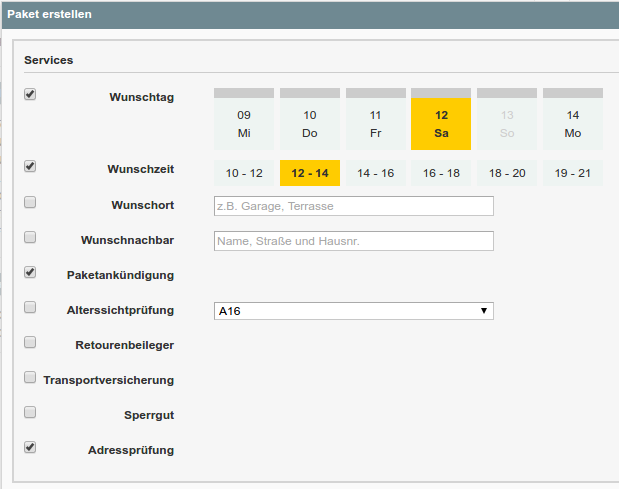 Paket erstellen
Services
Wunschtag
09 10 11 12 13 14
Mi Do Fr Sa So Mo
Wunschzeit 10 - 12 12 - 14 14 - 16 16 - 18 18 - 20 19 - 21
Wunschort z.B. Garage, Terrasse
Wunschnachbar Name, Straße und Hausnr.
Paketankündigung
Alterssichtprüfung A16
Retourenbeileger
Transportversicherung
Sperrgut
Adressprüfung